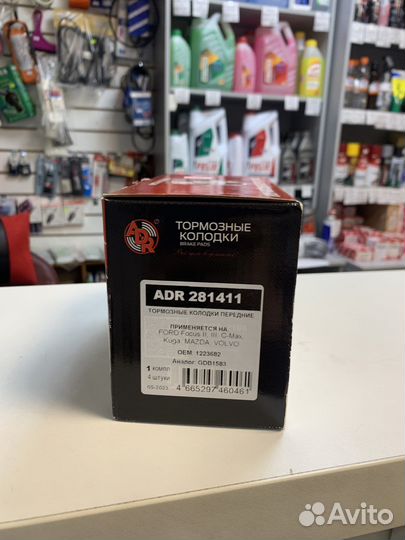 ADR
ТОРМОЗНЫЕ
КОЛОДКИ
BRAKE PADS
ADR 281411
ТОРМОЗНЫЕ КОЛОДКИ ПЕРЕДНИЕ
ПРИМЕНЯЕТСЯ НА:
FORD Focus II, III, C-Max,
Kuga, MAZDA, VOLVO
OEM: 1223682
Аналог: GDB1583
1 компл
4 штуки
05-2023
4 665297 460461
Avito